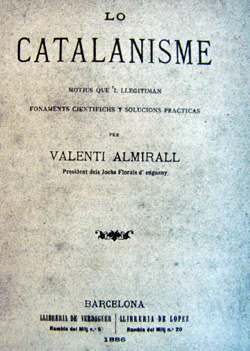 LO
CATALANISME
MOTIUS QUE 'L LLEGITIMAN
FONAMENTS CIENTIFICHS Y SOLUCIONS PRACTICAS
PER
VALENTI ALMIRALL
President dels Jochs Florals d' enguany
BARCELONA
LLIBRERIA DE VERDAGUER | LLIBRERIA DE LOPEZ
Rambla del Mitj n.º 5 | Rambla del Mitj n.º 20
1886